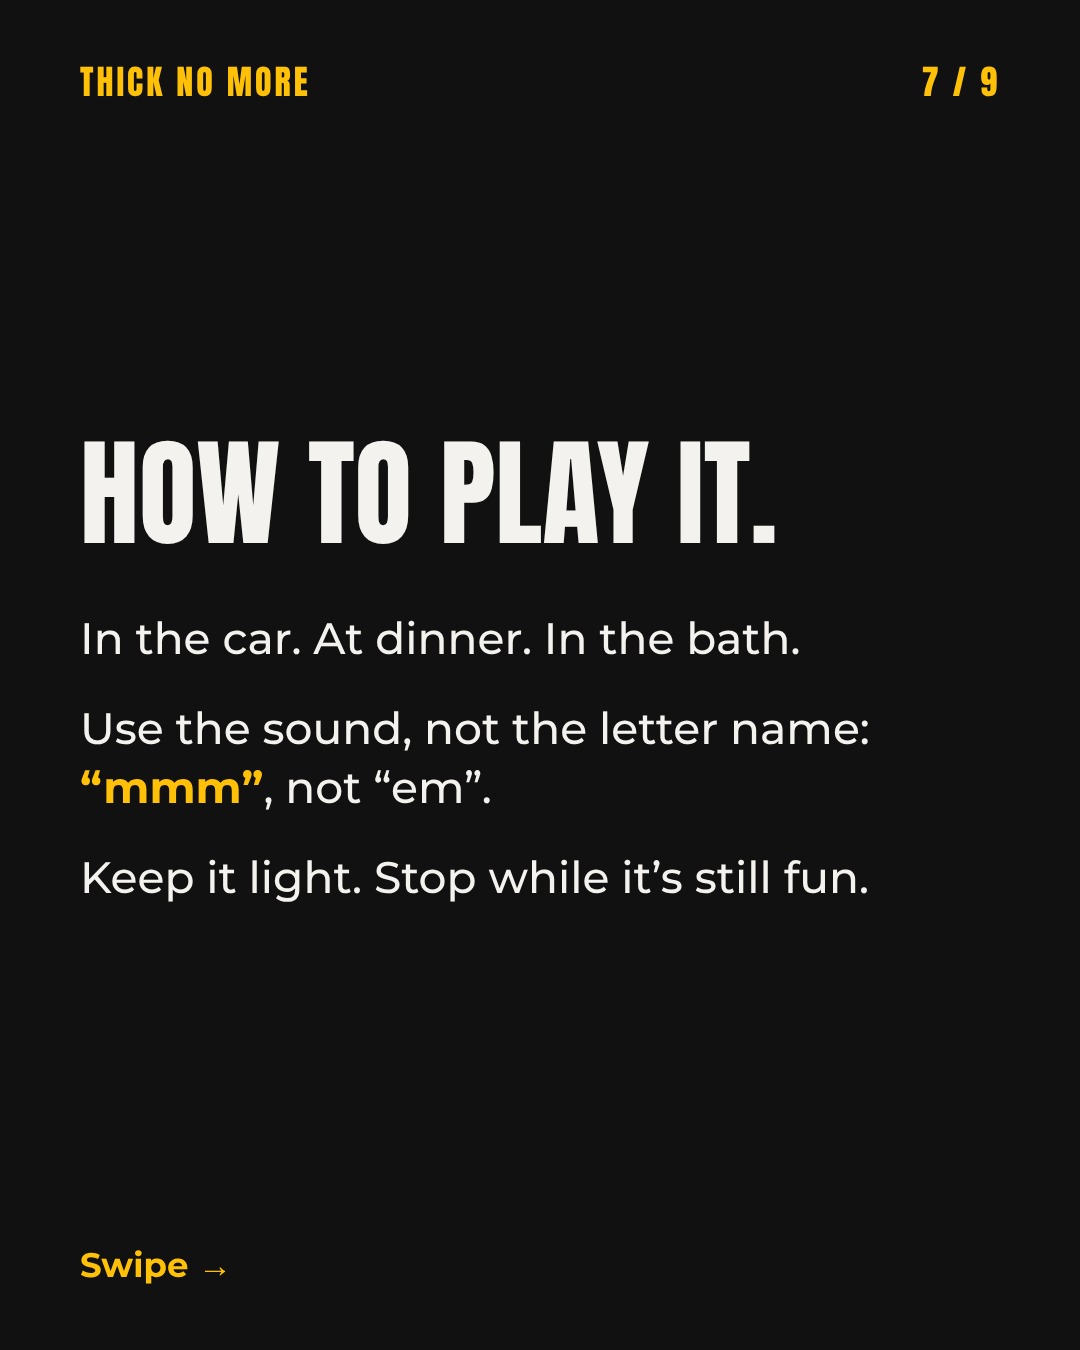 THICK NO MORE
7 / 9
HOW TO PLAY IT.
In the car. At dinner. In the bath.
Use the sound, not the letter name:
“mmm”, not “em”.
Keep it light. Stop while it’s still fun.
Swipe →